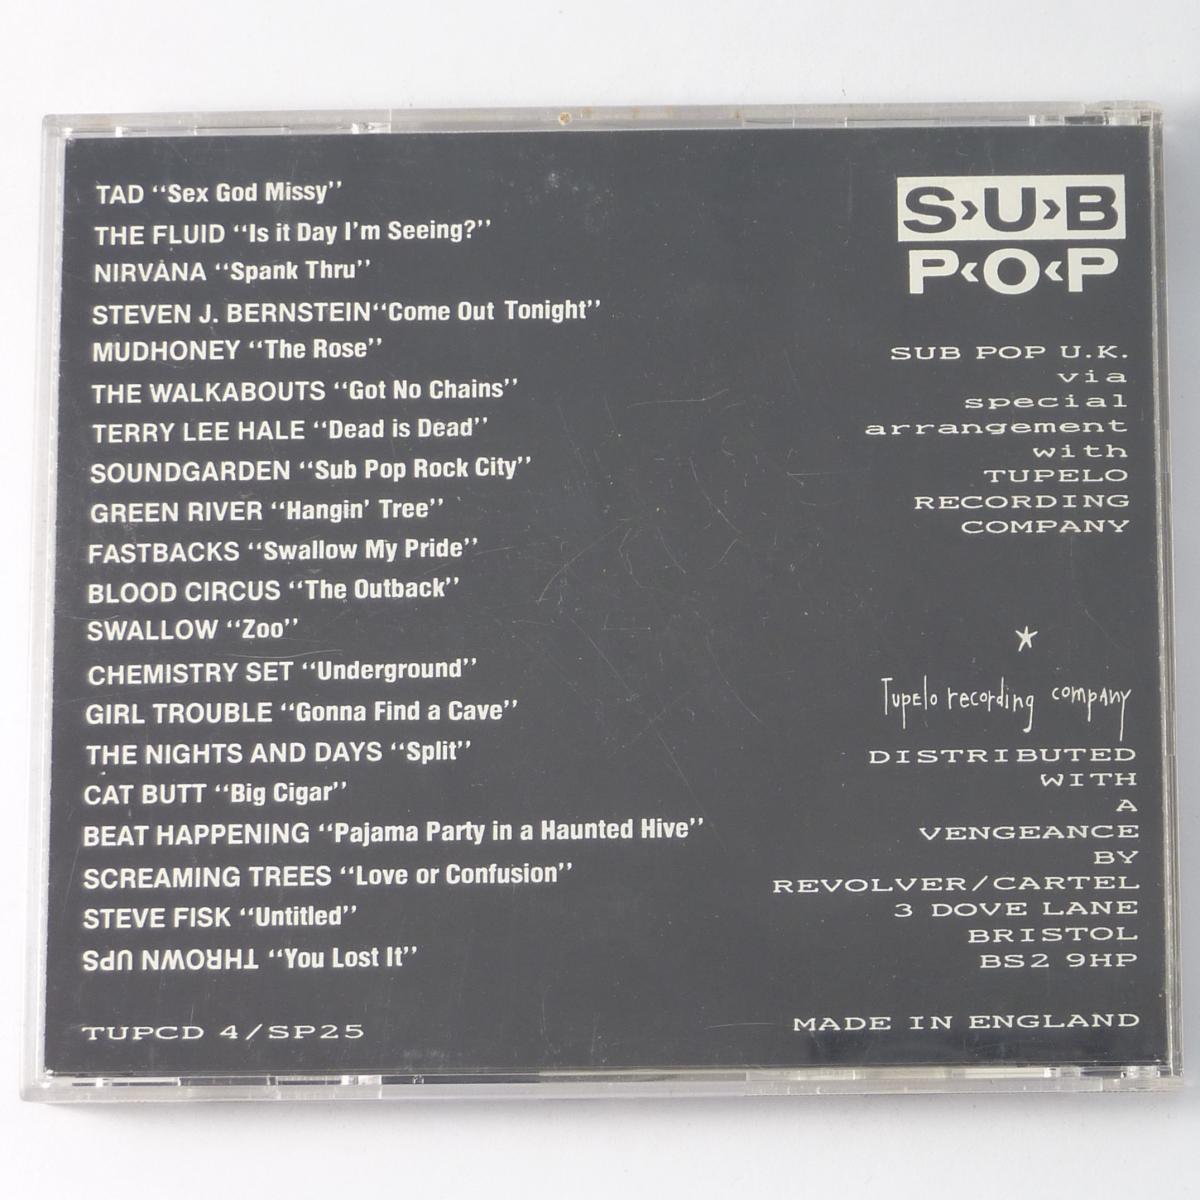 TAD "Sex God Missy"
THE FLUID "Is it Day I'm Seeing?"
NIRVANA "Spank Thru"
STEVEN J. BERNSTEIN "Come Out Tonight"
MUDHONEY "The Rose"
THE WALKABOUTS "Got No Chains"
TERRY LEE HALE "Dead is Dead"
SOUNDGARDEN "Sub Pop Rock City"
GREEN RIVER "Hangin' Tree"
FASTBACKS "Swallow My Pride"
BLOOD CIRCUS "The Outback"
SWALLOW "Zoo"
CHEMISTRY SET "Underground"
GIRL TROUBLE "Gonna Find a Cave"
THE NIGHTS AND DAYS "Split"
CAT BUTT "Big Cigar"
BEAT HAPPENING "Pajama Party in a Haunted Hive"
SCREAMING TREES "Love or Confusion"
STEVE FISK "Untitled"
THROWN UPS "You Lost It"
TUPCD 4/SP25
S›U›B
P‹O‹P
SUB POP U.K.
via
special
arrangement
with
TUPELO
RECORDING
COMPANY
Tupelo recording company
DISTRIBUTED
WITH
A
VENGEANCE
BY
REVOLVER/CARTEL
3 DOVE LANE
BRISTOL
BS2 9HP
MADE IN ENGLAND